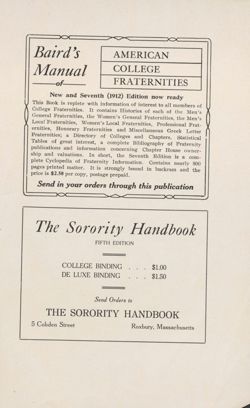 Baird's
Manual
of
AMERICAN
COLLEGE
FRATERNITIES
New and Seventh (1912) Edition now ready
This Book is replete with information of interest to all members of
College Fraternities. It contains Histories of each of the Men's
General Fraternities, the Women's General Fraternities, the Men's
Local Fraternities, Women's Local Fraternities, Professional Frat-
ernities, Honorary Fraternities and Miscellaneous Greek Letter
Fraternities; a Directory of Colleges and Chapters, Statistical
Tables of great interest, a complete Bibliography of Fraternity
publications and information concerning Chapter House owner-
ship and valuations. In short, the Seventh Edition is a com-
plete Cyclopedia of Fraternity Information. Contains nearly 800
pages printed matter. It is strongly bound in buckram and the
price is $2.50 per copy, postage prepaid.
Send in your orders through this publication
The Sorority Handbook
FIFTH EDITION
COLLEGE BINDING . . . $1.00
DE LUXE BINDING . . . $1.50
Send Orders to
THE SORORITY HANDBOOK
5 Cobden Street Roxbury, Massachusetts